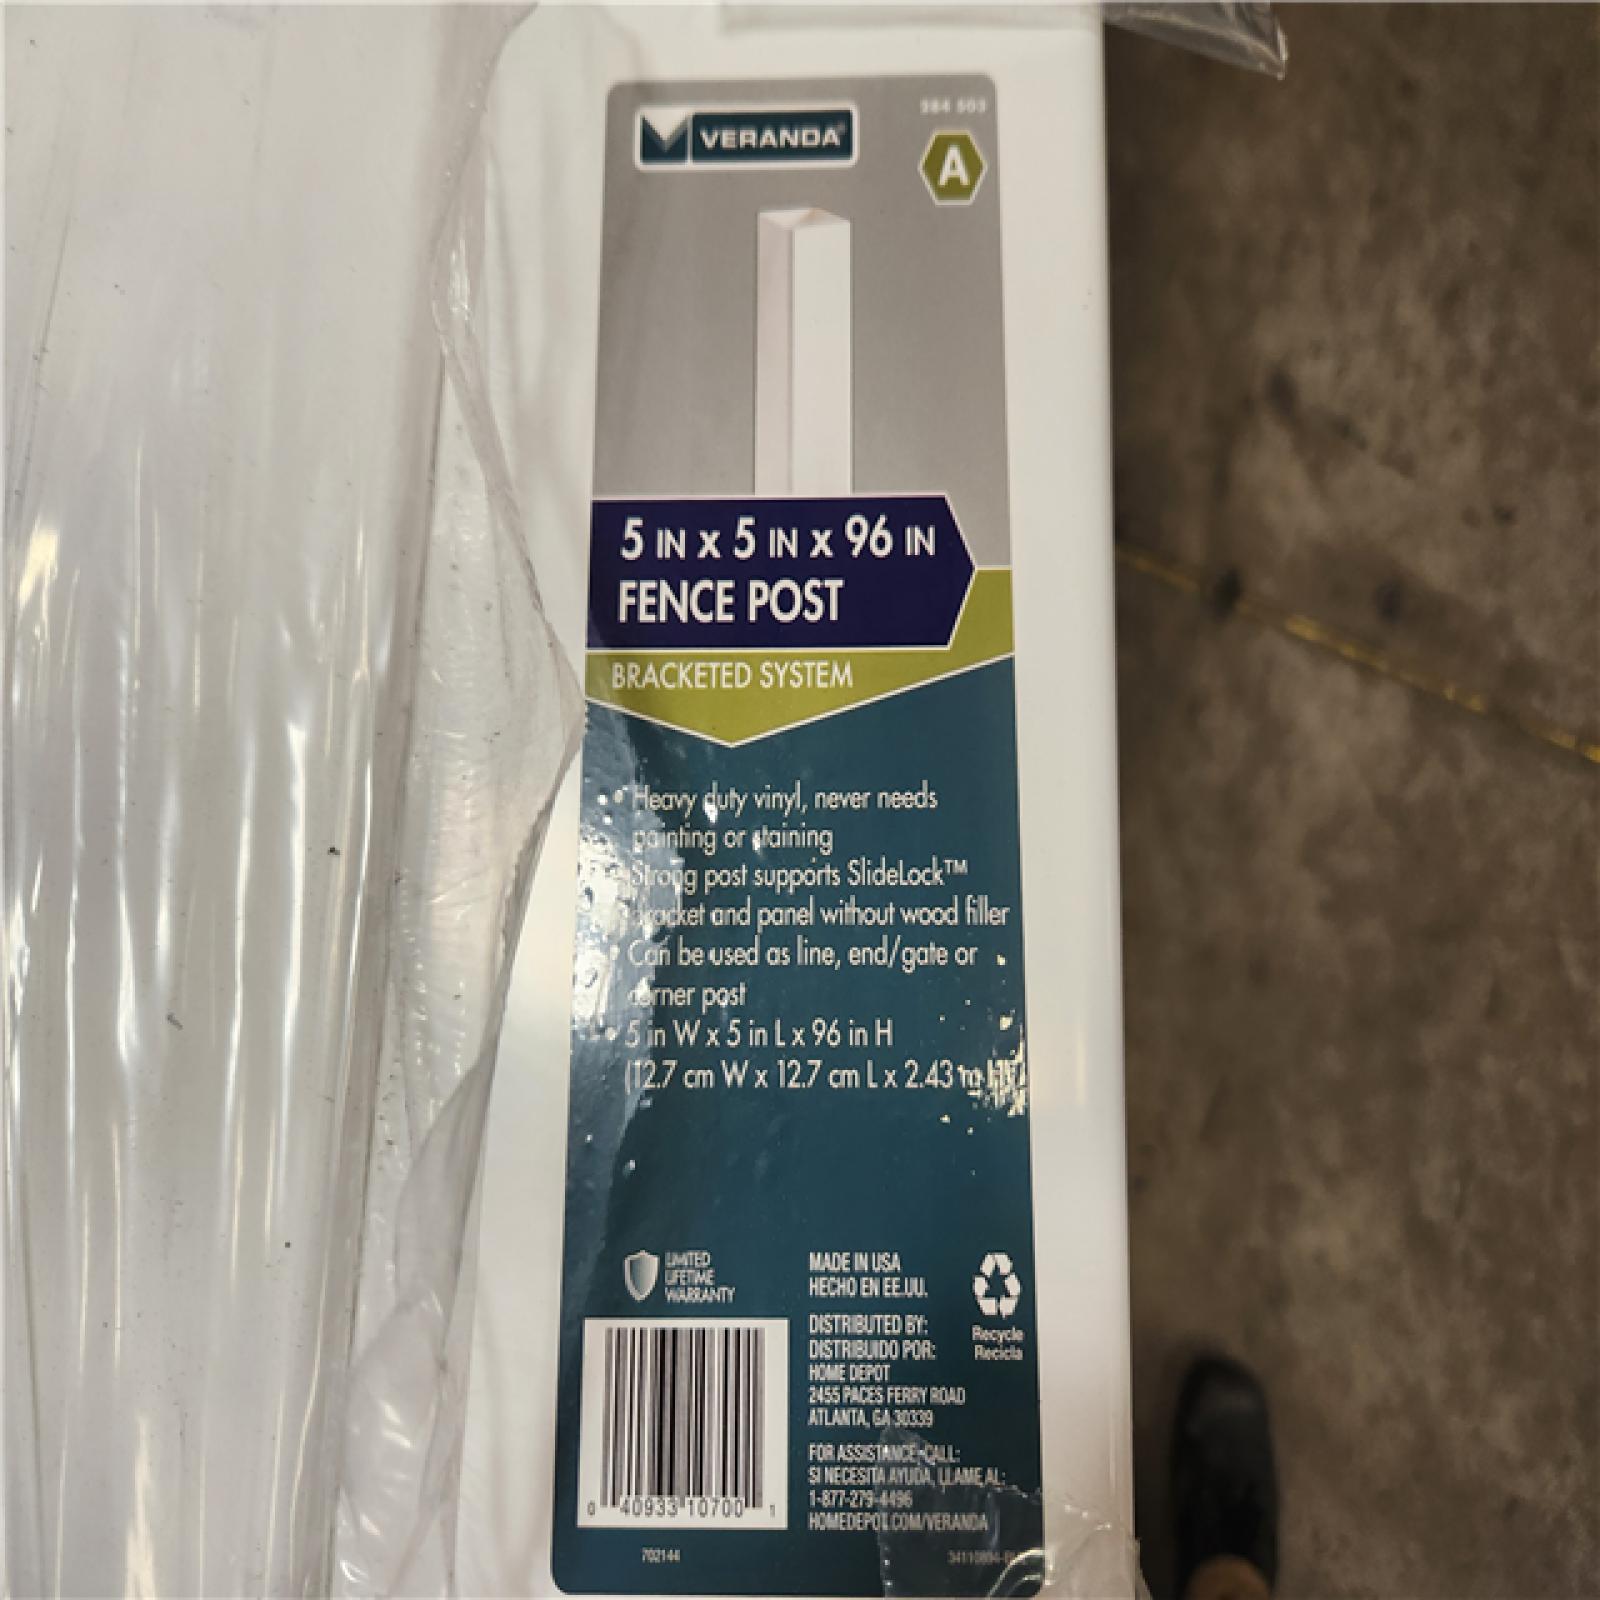 VERANDA®
284 503
A
5 IN x 5 IN x 96 IN
FENCE POST
BRACKETED SYSTEM
• Heavy duty vinyl, never needs
painting or staining
Strong post supports SlideLock™
bracket and panel without wood filler
Can be used as line, end/gate or
corner post
• 5 in W x 5 in L x 96 in H
(12.7 cm W x 12.7 cm L x 2.43 m H)
LIMITED
LIFETIME
WARRANTY
MADE IN USA
HECHO EN EE.UU.
DISTRIBUTED BY:
DISTRIBUIDO POR:
HOME DEPOT
2455 PACES FERRY ROAD
ATLANTA, GA 30339
Recycle
Recicla
FOR ASSISTANCE CALL:
SI NECESITA AYUDA, LLAME AL:
1-877-279-4496
HOMEDEPOT.COM/VERANDA
0 40933 10700 1
702144